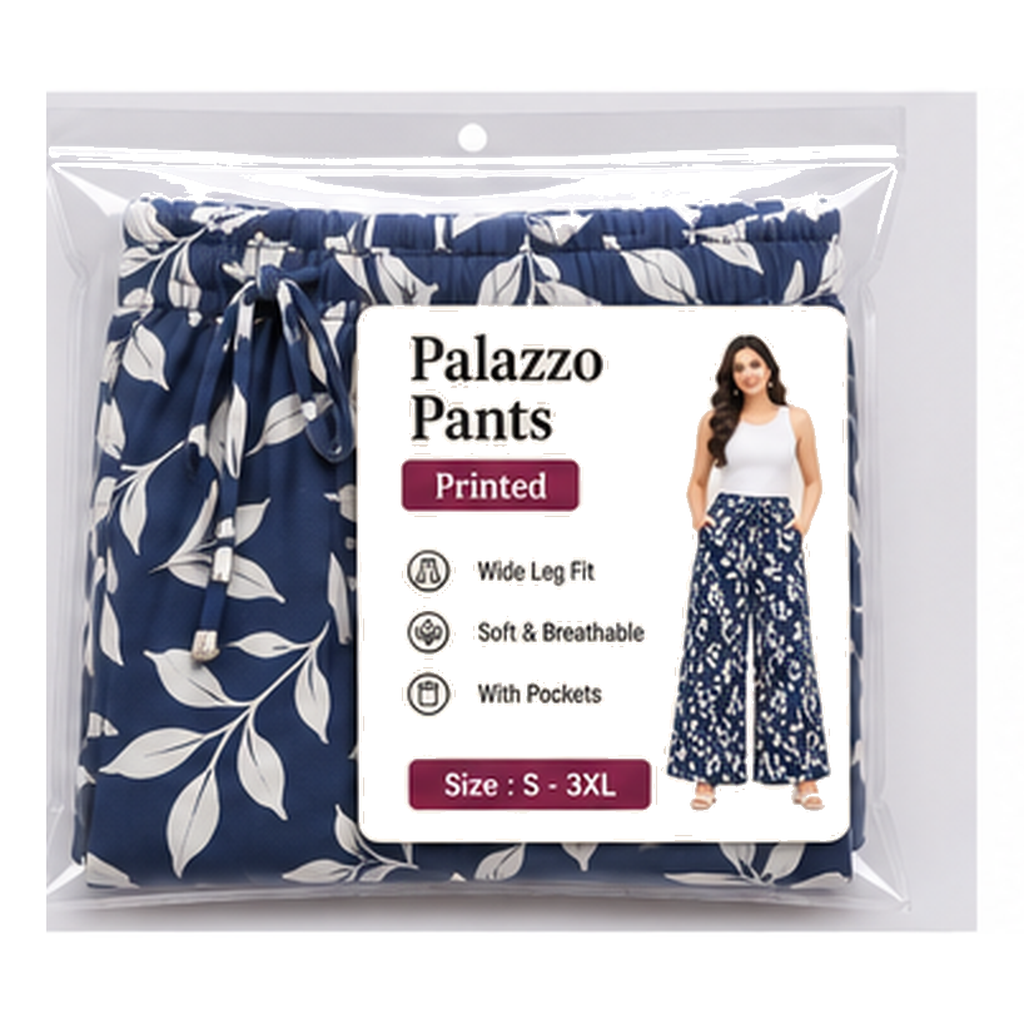 Palazzo
Pants
Printed
Wide Leg Fit
Soft & Breathable
With Pockets
Size : S - 3XL